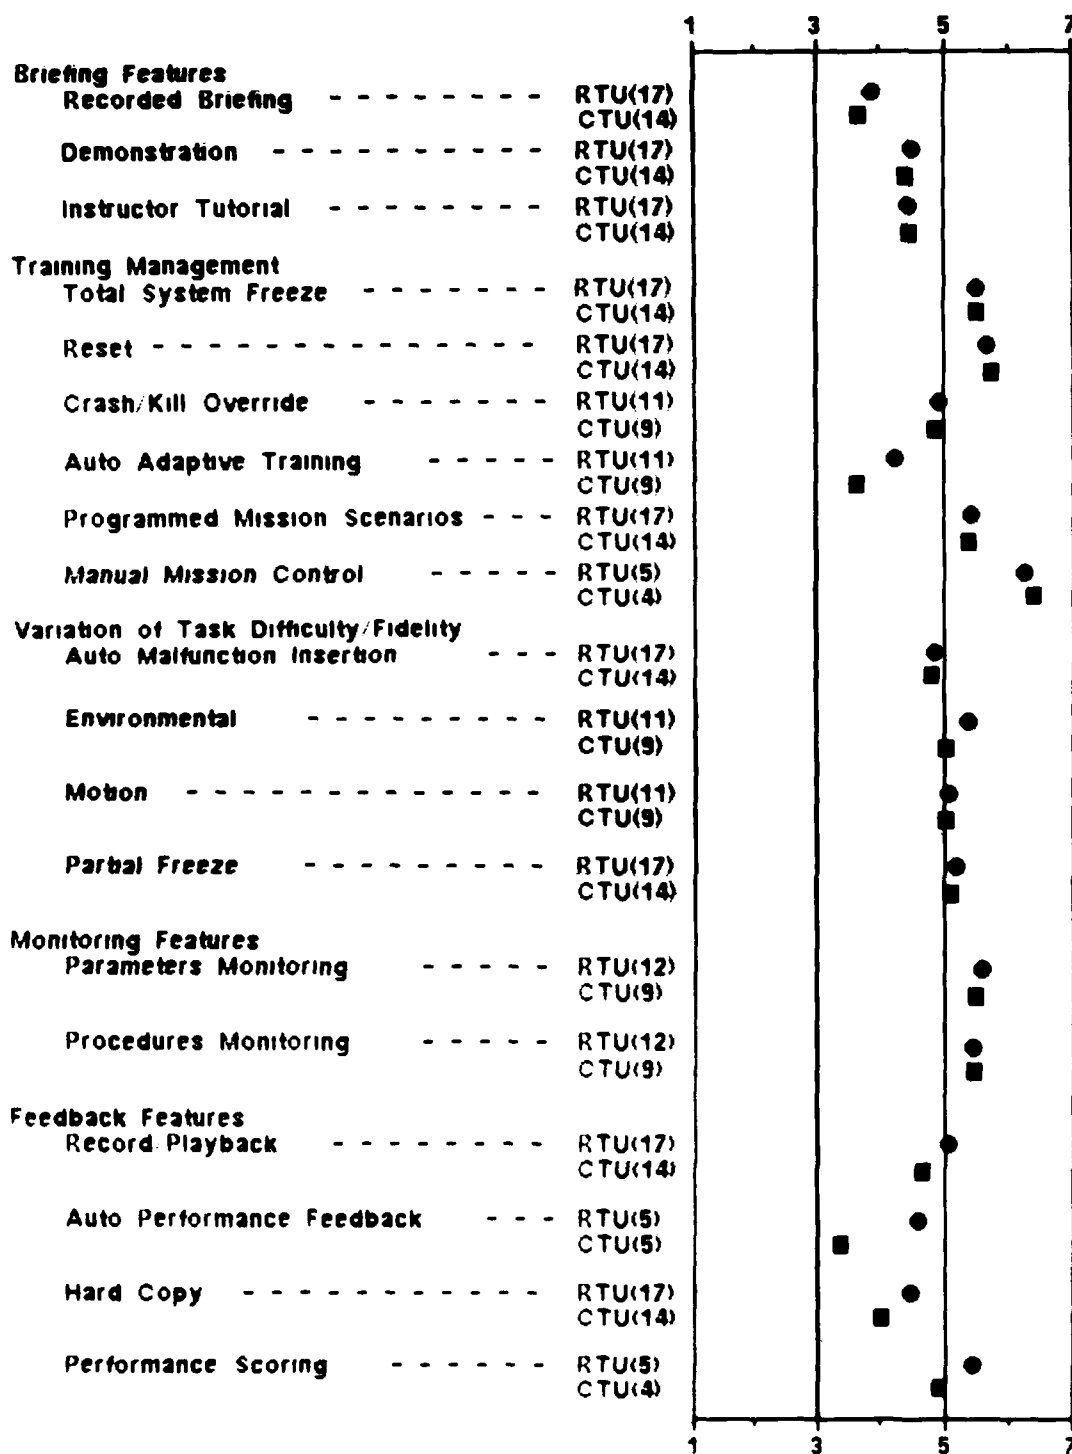 1 3 5 7
Briefing Features
Recorded Briefing - - - - - - - - - RTU(17)
CTU(14)
Demonstration - - - - - - - - - - - RTU(17)
CTU(14)
Instructor Tutorial - - - - - - - - RTU(17)
CTU(14)
Training Management
Total System Freeze - - - - - - - RTU(17)
CTU(14)
Reset - - - - - - - - - - - - - - RTU(17)
CTU(14)
Crash/Kill Override - - - - - - - RTU(11)
CTU(9)
Auto Adaptive Training - - - - - RTU(11)
CTU(9)
Programmed Mission Scenarios - - - RTU(17)
CTU(14)
Manual Mission Control - - - - - RTU(5)
CTU(4)
Variation of Task Difficulty/Fidelity
Auto Malfunction Insertion - - - RTU(17)
CTU(14)
Environmental - - - - - - - - - RTU(11)
CTU(9)
Motion - - - - - - - - - - - - - RTU(11)
CTU(9)
Partial Freeze - - - - - - - - - RTU(17)
CTU(14)
Monitoring Features
Parameters Monitoring - - - - - RTU(12)
CTU(9)
Procedures Monitoring - - - - - RTU(12)
CTU(9)
Feedback Features
Record/Playback - - - - - - - - RTU(17)
CTU(14)
Auto Performance Feedback - - - RTU(5)
CTU(5)
Hard Copy - - - - - - - - - - - RTU(17)
CTU(14)
Performance Scoring - - - - - - RTU(5)
CTU(4)
1 3 5 7